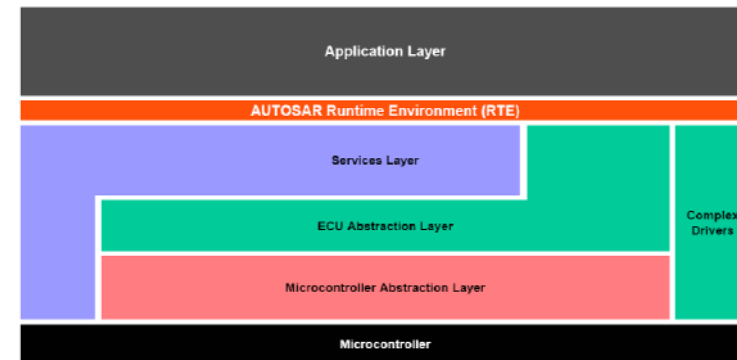 Application Layer
AUTOSAR Runtime Environment (RTE)
Services Layer
ECU Abstraction Layer
Complex
Drivers
Microcontroller Abstraction Layer
Microcontroller